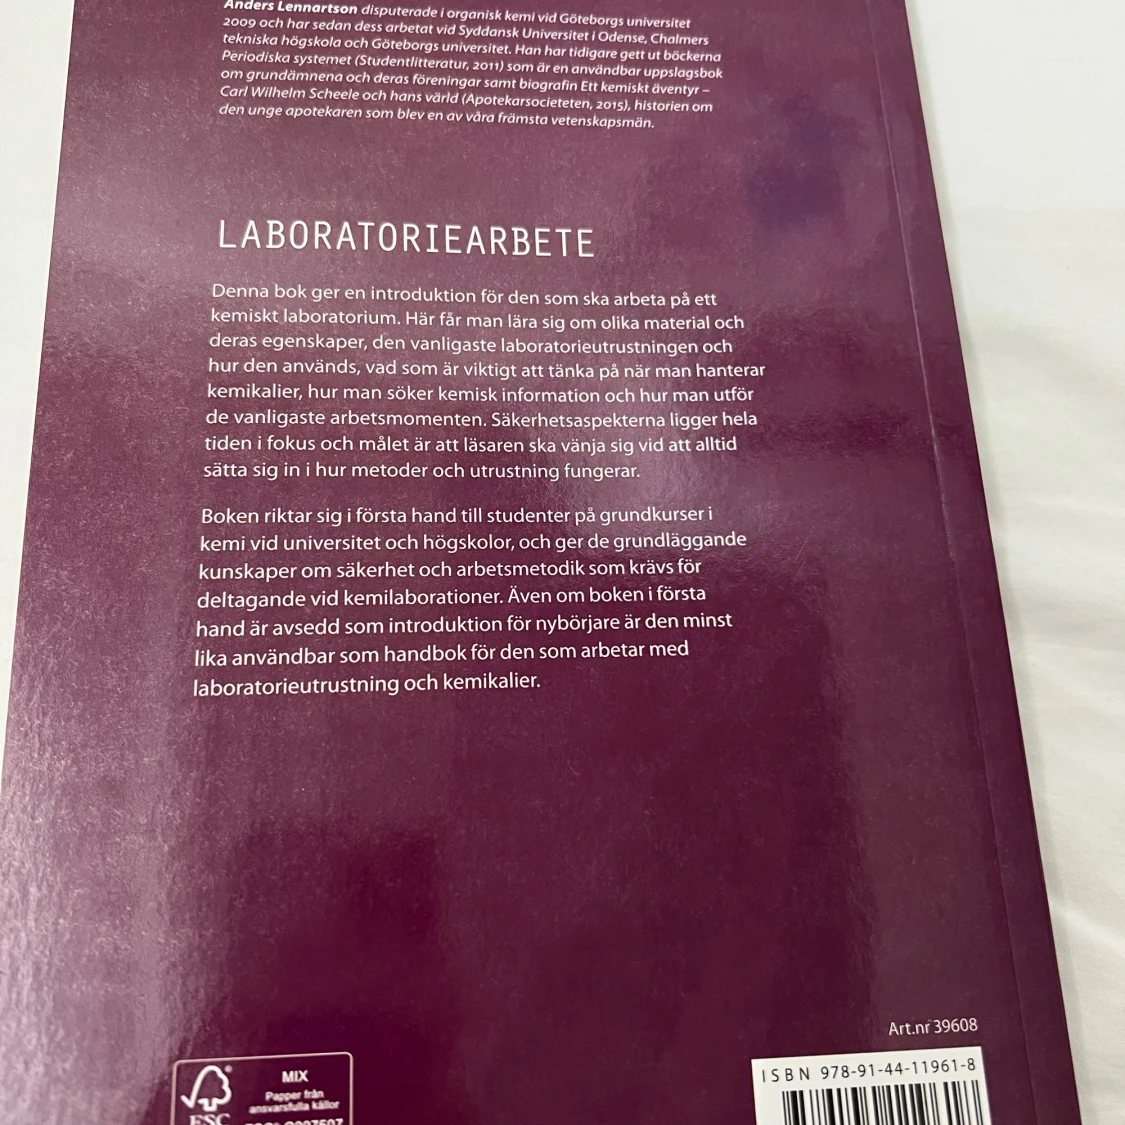 Anders Lennartson disputerade i organisk kemi vid Göteborgs universitet
2009 och har sedan dess arbetat vid Syddansk Universitet i Odense, Chalmers
tekniska högskola och Göteborgs universitet. Han har tidigare gett ut böckerna
Periodiska systemet (Studentlitteratur, 2011) som är en användbar uppslagsbok
om grundämnena och deras föreningar samt biografin Ett kemiskt äventyr –
Carl Wilhelm Scheele och hans värld (Apotekarsocieteten, 2015), historien om
den unge apotekaren som blev en av våra främsta vetenskapsmän.
LABORATORIEARBETE
Denna bok ger en introduktion för den som ska arbeta på ett
kemiskt laboratorium. Här får man lära sig om olika material och
deras egenskaper, den vanligaste laboratorieutrustningen och
hur den används, vad som är viktigt att tänka på när man hanterar
kemikalier, hur man söker kemisk information och hur man utför
de vanligaste arbetsmomenten. Säkerhetsaspekterna ligger hela
tiden i fokus och målet är att läsaren ska vänja sig vid att alltid
sätta sig in i hur metoder och utrustning fungerar.
Boken riktar sig i första hand till studenter på grundkurser i
kemi vid universitet och högskolor, och ger de grundläggande
kunskaper om säkerhet och arbetsmetodik som krävs för
deltagande vid kemilaborationer. Även om boken i första
hand är avsedd som introduktion för nybörjare är den minst
lika användbar som handbok för den som arbetar med
laboratorieutrustning och kemikalier.
Art.nr 39608
ISBN 978-91-44-11961-8
MIX
Papper från
ansvarsfulla källor
FSC